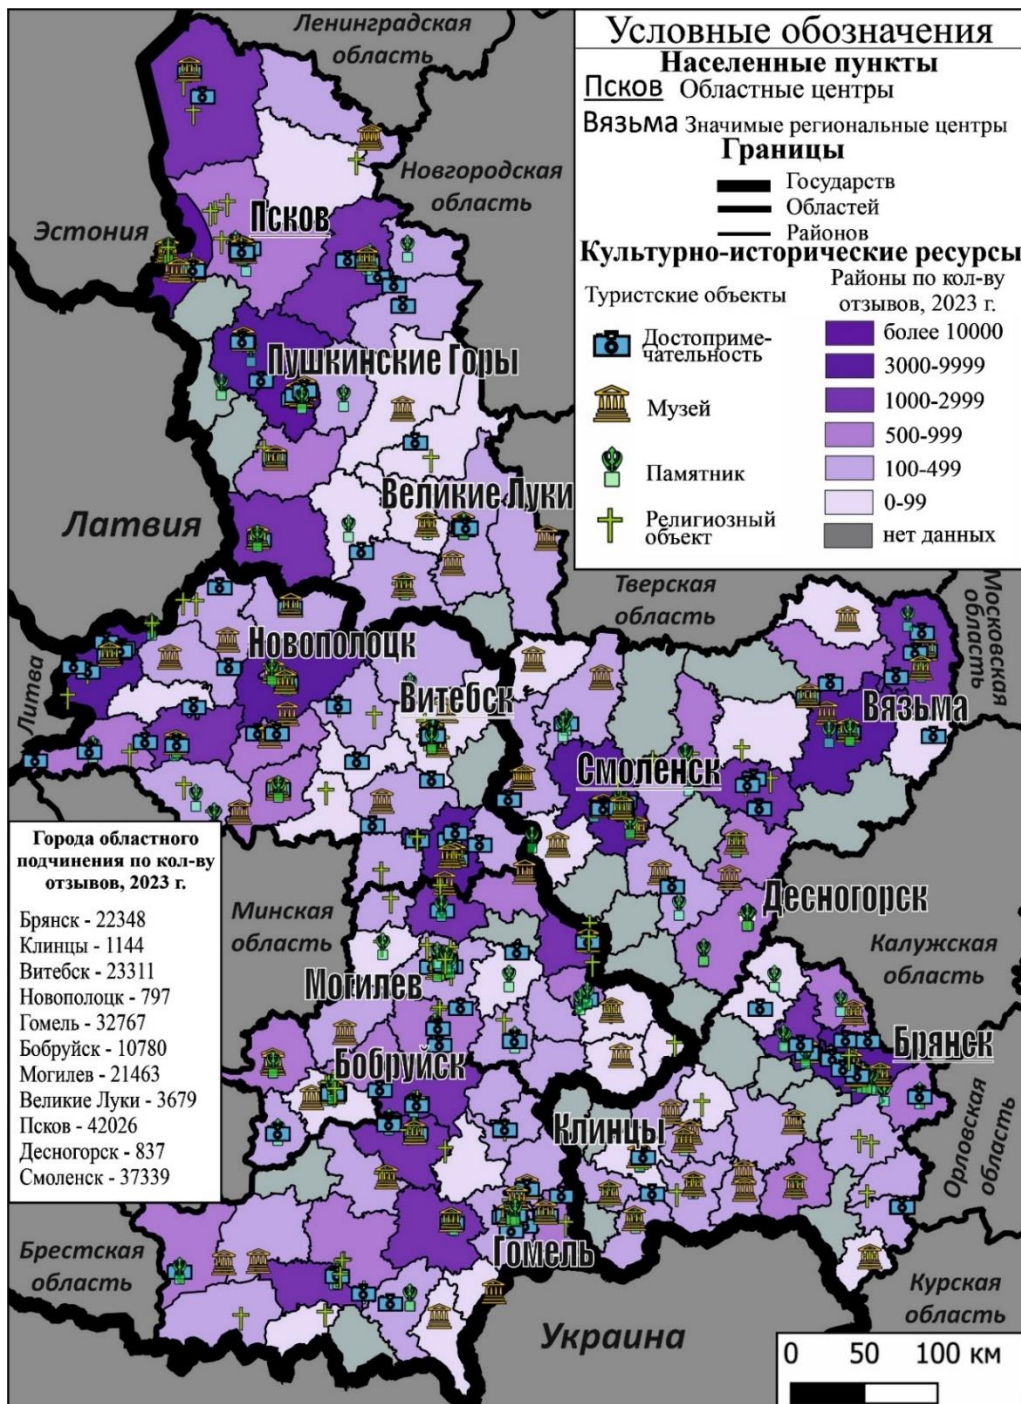 Ленинградская
область
Новгородская
область
Эстония
Псков
Пушкинские Горы
Великие Луки
Латвия
Литва
Новополоцк
Витебск
Тверская
область
Московская
область
Вязьма
Смоленск
Десногорск
Калужская
область
Минская
область
Могилев
Бобруйск
Брянск
Клинцы
Орловская
область
Гомель
Брестская
область
Курская
область
Украина
Условные обозначения
Населенные пункты
Псков Областные центры
Вязьма Значимые региональные центры
Границы
Государств
Областей
Районов
Культурно-исторические ресурсы
Туристские объекты
Достоприме-
чательность
Музей
Памятник
Религиозный
объект
Районы по кол-ву
отзывов, 2023 г.
более 10000
3000-9999
1000-2999
500-999
100-499
0-99
нет данных
Города областного
подчинения по кол-ву
отзывов, 2023 г.
Брянск - 22348
Клинцы - 1144
Витебск - 23311
Новополоцк - 797
Гомель - 32767
Бобруйск - 10780
Могилев - 21463
Великие Луки - 3679
Псков - 42026
Десногорск - 837
Смоленск - 37339
0 50 100 км